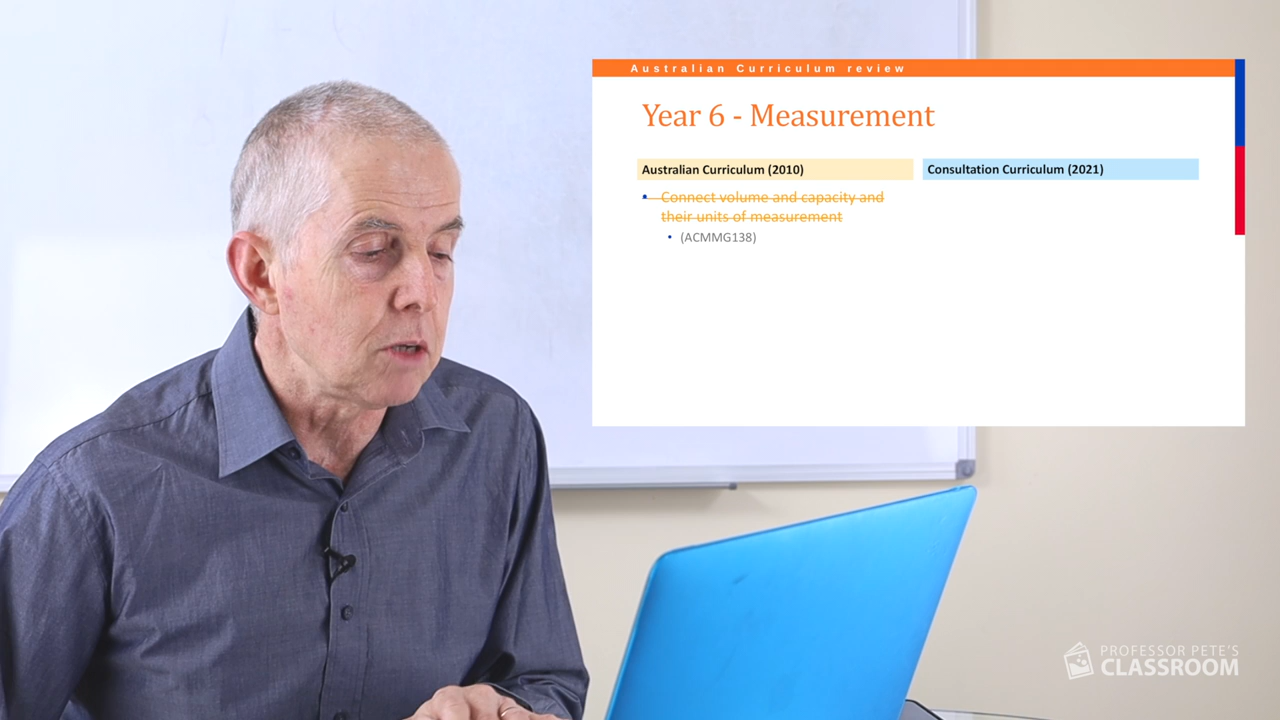 Australian Curriculum review
Year 6 - Measurement
Australian Curriculum (2010)
Consultation Curriculum (2021)
Connect volume and capacity and
their units of measurement
(ACMMG138)
PROFESSOR PETE'S
CLASSROOM